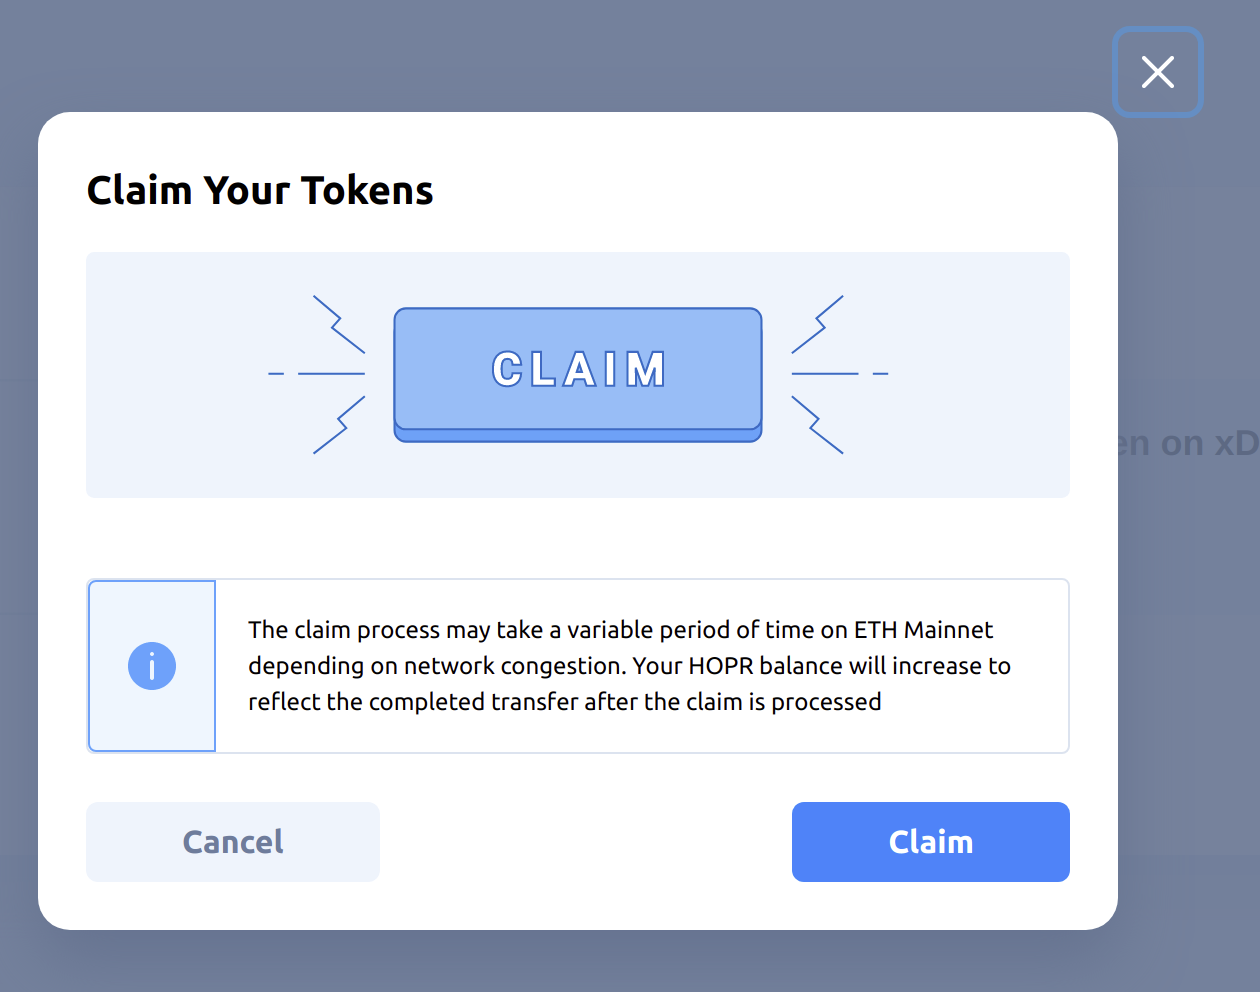 Claim Your Tokens
CLAIM
en on xD
The claim process may take a variable period of time on ETH Mainnet
depending on network congestion. Your HOPR balance will increase to
reflect the completed transfer after the claim is processed
Cancel
Claim